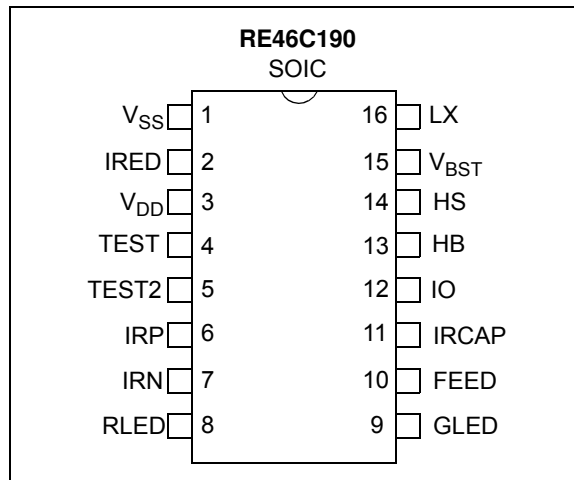 RE46C190
SOIC
VSS 1 16 LX
IRED 2 15 VBST
VDD 3 14 HS
TEST 4 13 HB
TEST2 5 12 IO
IRP 6 11 IRCAP
IRN 7 10 FEED
RLED 8 9 GLED